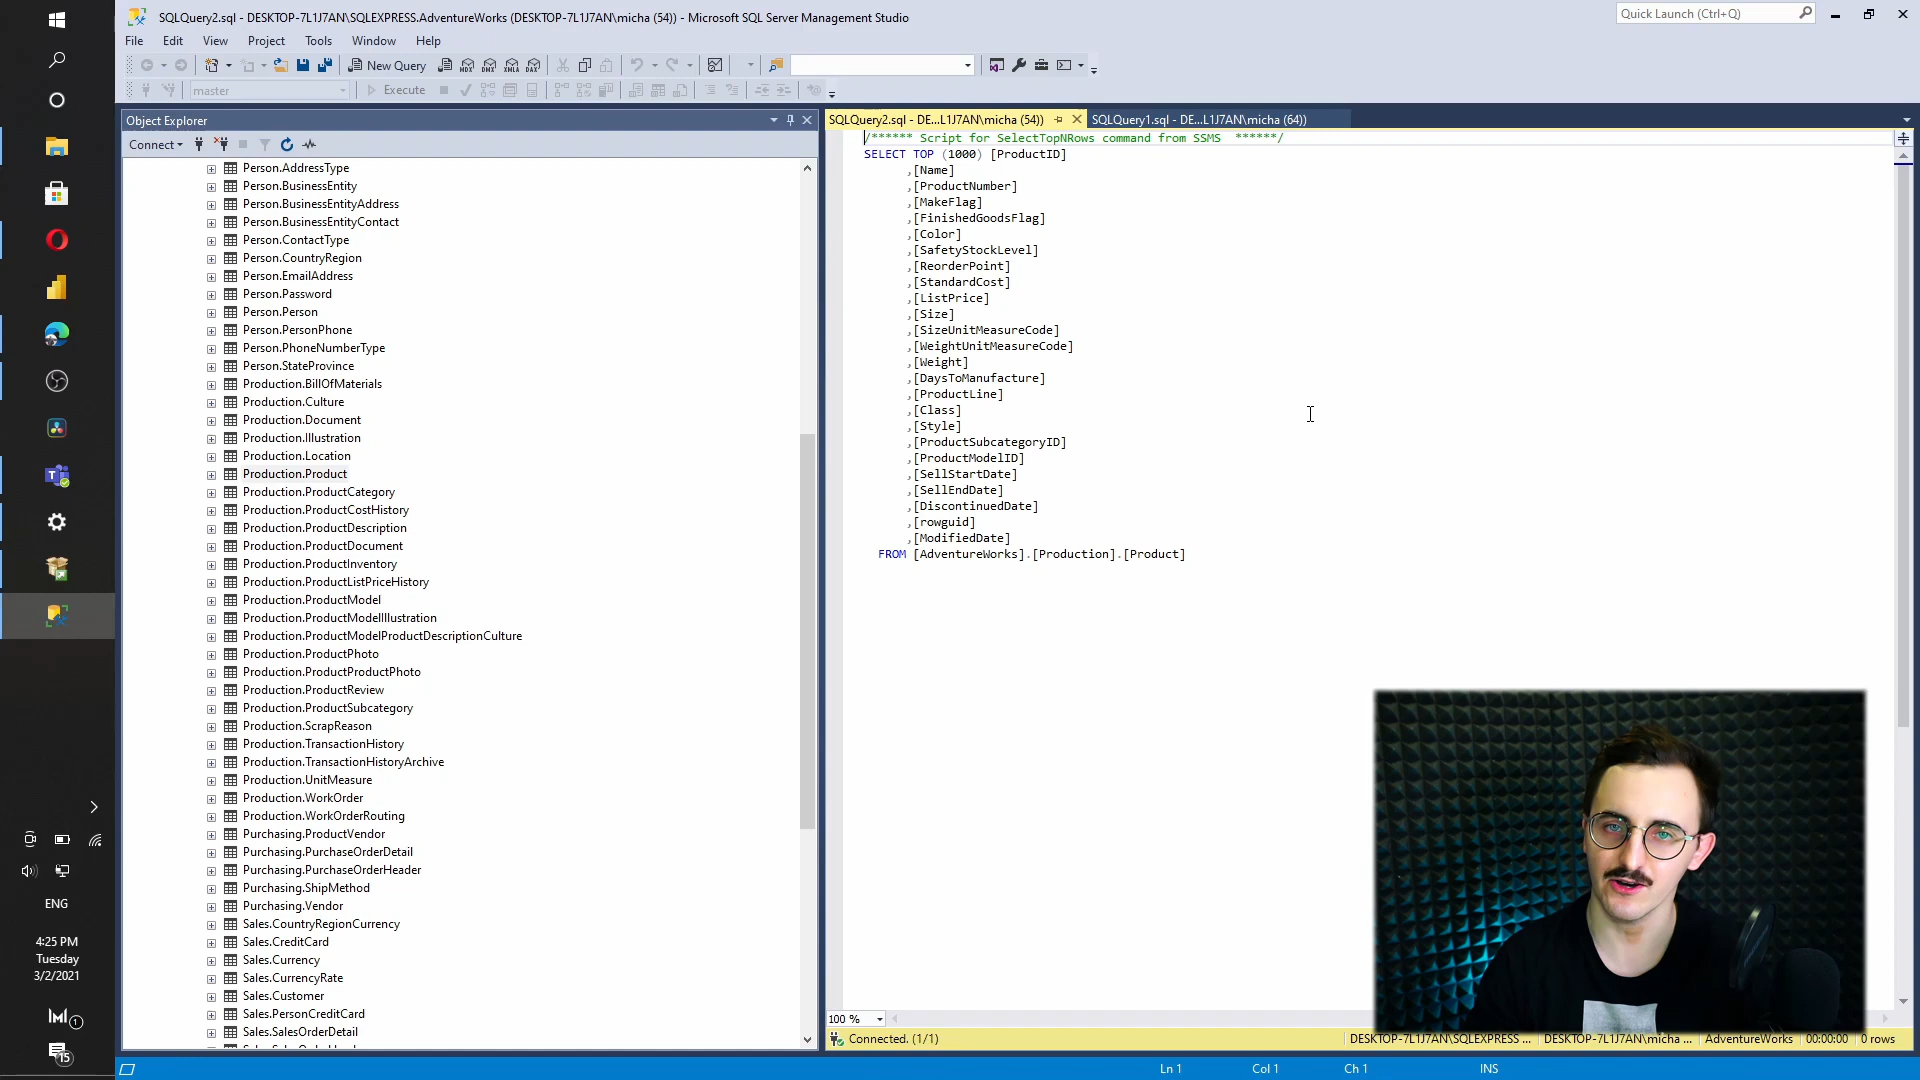 SQLQuery2.sql - DESKTOP-7L1J7AN\SQLEXPRESS.AdventureWorks (DESKTOP-7L1J7AN\micha (54)) - Microsoft SQL Server Management Studio
Quick Launch (Ctrl+Q)
File Edit View Project Tools Window Help
New Query
MDX DMX XMLA DAX
master
Execute
Object Explorer
SQLQuery2.sql - DE...L1J7AN\micha (54))
SQLQuery1.sql - DE...L1J7AN\micha (64))
Connect
Person.AddressType
Person.BusinessEntity
Person.BusinessEntityAddress
Person.BusinessEntityContact
Person.ContactType
Person.CountryRegion
Person.EmailAddress
Person.Password
Person.Person
Person.PersonPhone
Person.PhoneNumberType
Person.StateProvince
Production.BillOfMaterials
Production.Culture
Production.Document
Production.Illustration
Production.Location
Production.Product
Production.ProductCategory
Production.ProductCostHistory
Production.ProductDescription
Production.ProductDocument
Production.ProductInventory
Production.ProductListPriceHistory
Production.ProductModel
Production.ProductModelIllustration
Production.ProductModelProductDescriptionCulture
Production.ProductPhoto
Production.ProductProductPhoto
Production.ProductReview
Production.ProductSubcategory
Production.ScrapReason
Production.TransactionHistory
Production.TransactionHistoryArchive
Production.UnitMeasure
Production.WorkOrder
Production.WorkOrderRouting
Purchasing.ProductVendor
Purchasing.PurchaseOrderDetail
Purchasing.PurchaseOrderHeader
Purchasing.ShipMethod
Purchasing.Vendor
Sales.CountryRegionCurrency
Sales.CreditCard
Sales.Currency
Sales.CurrencyRate
Sales.Customer
Sales.PersonCreditCard
Sales.SalesOrderDetail
/****** Script for SelectTopNRows command from SSMS ******/
SELECT TOP (1000) [ProductID]
,[Name]
,[ProductNumber]
,[MakeFlag]
,[FinishedGoodsFlag]
,[Color]
,[SafetyStockLevel]
,[ReorderPoint]
,[StandardCost]
,[ListPrice]
,[Size]
,[SizeUnitMeasureCode]
,[WeightUnitMeasureCode]
,[Weight]
,[DaysToManufacture]
,[ProductLine]
,[Class]
,[Style]
,[ProductSubcategoryID]
,[ProductModelID]
,[SellStartDate]
,[SellEndDate]
,[DiscontinuedDate]
,[rowguid]
,[ModifiedDate]
FROM [AdventureWorks].[Production].[Product]
100 %
Connected. (1/1)
DESKTOP-7L1J7AN\SQLEXPRESS ...
DESKTOP-7L1J7AN\micha ...
AdventureWorks
00:00:00
0 rows
Ln 1
Col 1
Ch 1
INS
ENG
4:25 PM
Tuesday
3/2/2021
1
15